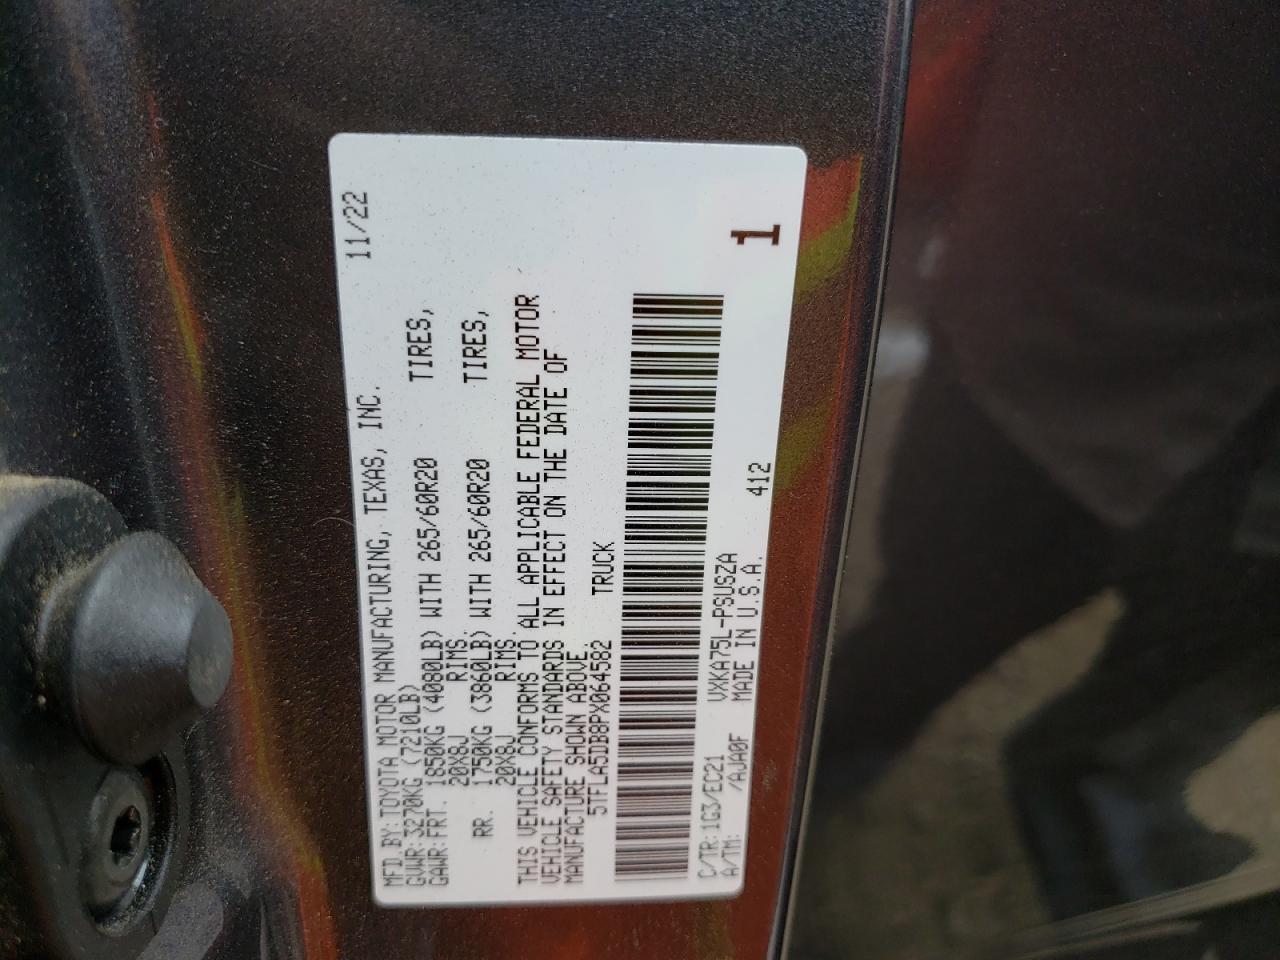 MFD.BY:TOYOTA MOTOR MANUFACTURING, TEXAS, INC. 11/22
GVWR:3270KG (7210LB)
GAWR:FRT. 1850KG (4080LB) WITH 265/60R20 TIRES,
20X8J RIMS.
RR. 1750KG (3860LB) WITH 265/60R20 TIRES,
20X8J RIMS.
THIS VEHICLE CONFORMS TO ALL APPLICABLE FEDERAL MOTOR
VEHICLE SAFETY STANDARDS IN EFFECT ON THE DATE OF
MANUFACTURE SHOWN ABOVE.
5TFLA5DB8PX064582 TRUCK
C/TR:1G3/EC21 VXKA75L-PSUSZA
A/TM: /AJA0F MADE IN U.S.A. 412
1